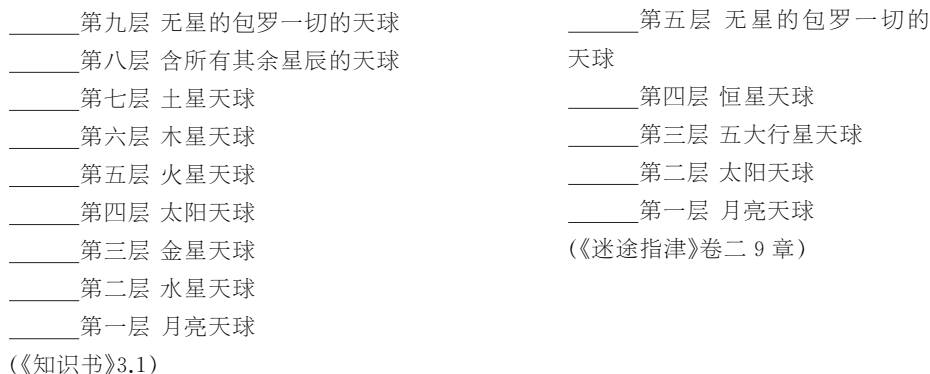 ______第九层 无星的包罗一切的天球
______第八层 含所有其余星辰的天球
______第七层 土星天球
______第六层 木星天球
______第五层 火星天球
______第四层 太阳天球
______第三层 金星天球
______第二层 水星天球
______第一层 月亮天球
(《知识书》3.1)
______第五层 无星的包罗一切的
天球
______第四层 恒星天球
______第三层 五大行星天球
______第二层 太阳天球
______第一层 月亮天球
(《迷途指津》卷二 9 章)